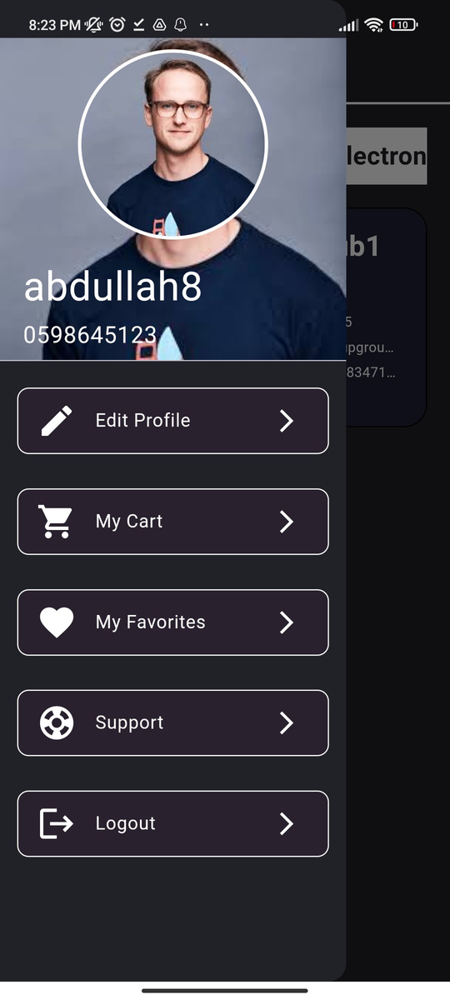 8:23 PM
10
lectron
b1
abdullah8
5
0598645123
pgrou...
83471...
Edit Profile
My Cart
My Favorites
Support
Logout